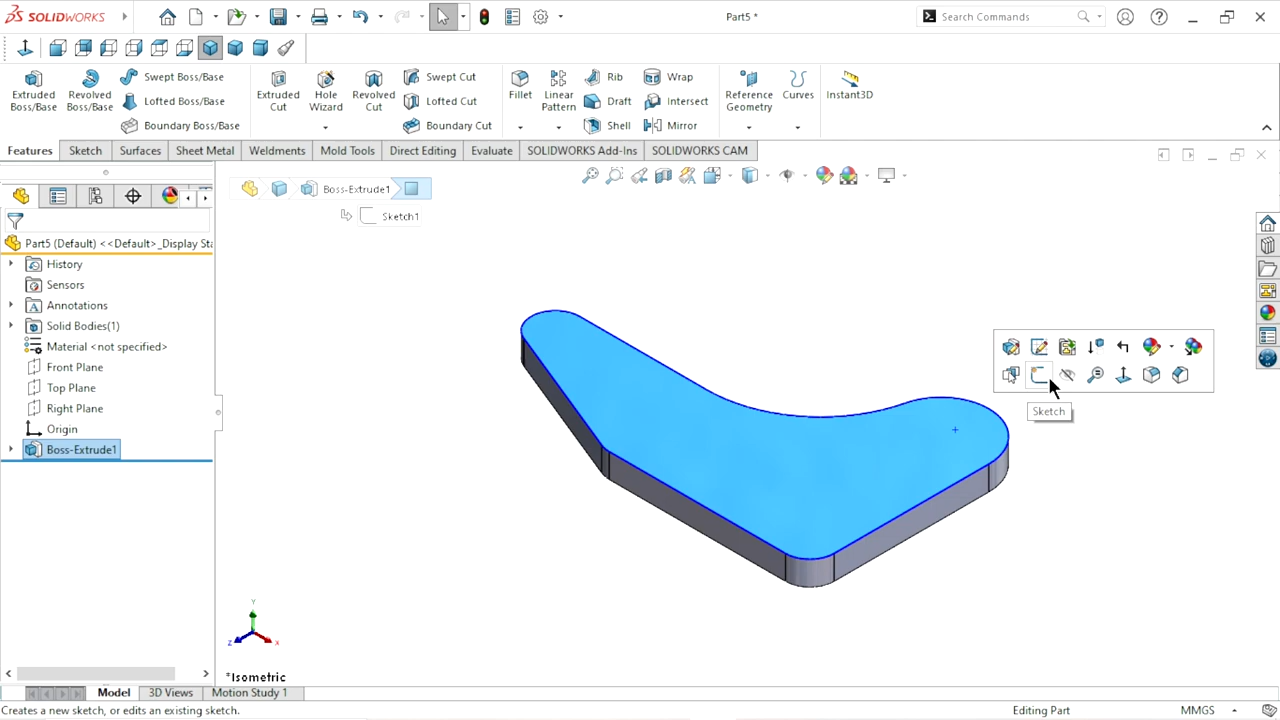 SOLIDWORKS
Part5 *
Search Commands
Extruded Boss/Base
Revolved Boss/Base
Swept Boss/Base
Lofted Boss/Base
Boundary Boss/Base
Extruded Cut
Hole Wizard
Revolved Cut
Swept Cut
Lofted Cut
Boundary Cut
Fillet
Linear Pattern
Rib
Draft
Shell
Wrap
Intersect
Mirror
Reference Geometry
Curves
Instant3D
Features
Sketch
Surfaces
Sheet Metal
Weldments
Mold Tools
Direct Editing
Evaluate
SOLIDWORKS Add-Ins
SOLIDWORKS CAM
Boss-Extrude1
Sketch1
Part5 (Default) <<Default>_Display Sta
History
Sensors
Annotations
Solid Bodies(1)
Material <not specified>
Front Plane
Top Plane
Right Plane
Origin
Boss-Extrude1
Sketch
Y
Z
X
*Isometric
Model
3D Views
Motion Study 1
Creates a new sketch, or edits an existing sketch.
Editing Part
MMGS